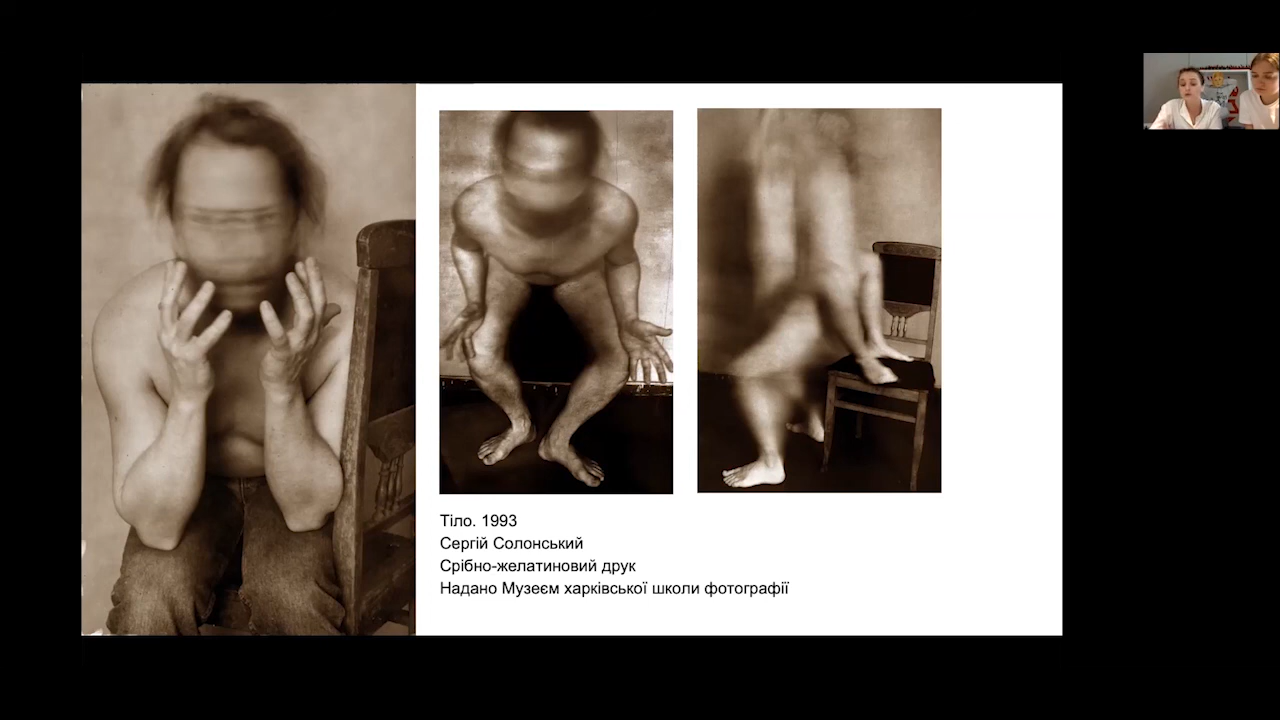 Тіло. 1993
Сергій Солонський
Срібно-желатиновий друк
Надано Музеєм харківської школи фотографії